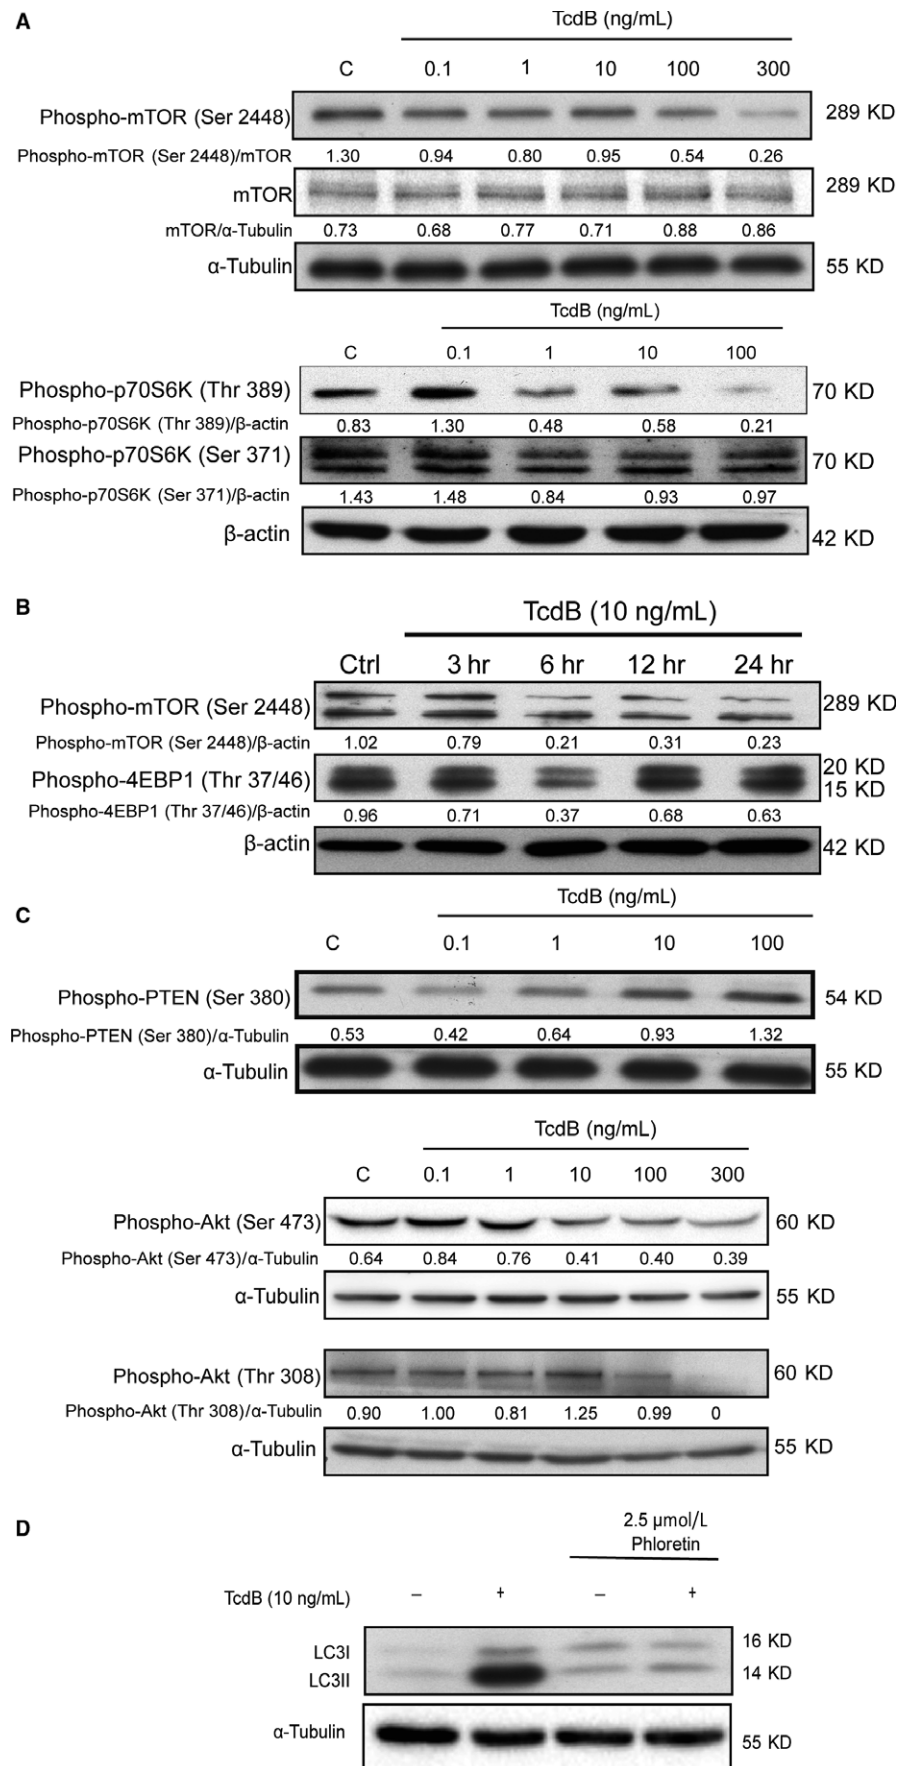 A
TcdB (ng/mL)
C 0.1 1 10 100 300
Phospho-mTOR (Ser 2448) 289 KD
Phospho-mTOR (Ser 2448)/mTOR 1.30 0.94 0.80 0.95 0.54 0.26
mTOR 289 KD
mTOR/α-Tubulin 0.73 0.68 0.77 0.71 0.88 0.86
α-Tubulin 55 KD
TcdB (ng/mL)
C 0.1 1 10 100
Phospho-p70S6K (Thr 389) 70 KD
Phospho-p70S6K (Thr 389)/β-actin 0.83 1.30 0.48 0.58 0.21
Phospho-p70S6K (Ser 371) 70 KD
Phospho-p70S6K (Ser 371)/β-actin 1.43 1.48 0.84 0.93 0.97
β-actin 42 KD
B
TcdB (10 ng/mL)
Ctrl 3 hr 6 hr 12 hr 24 hr
Phospho-mTOR (Ser 2448) 289 KD
Phospho-mTOR (Ser 2448)/β-actin 1.02 0.79 0.21 0.31 0.23
Phospho-4EBP1 (Thr 37/46) 20 KD
15 KD
Phospho-4EBP1 (Thr 37/46)/β-actin 0.96 0.71 0.37 0.68 0.63
β-actin 42 KD
C
TcdB (ng/mL)
C 0.1 1 10 100
Phospho-PTEN (Ser 380) 54 KD
Phospho-PTEN (Ser 380)/α-Tubulin 0.53 0.42 0.64 0.93 1.32
α-Tubulin 55 KD
TcdB (ng/mL)
C 0.1 1 10 100 300
Phospho-Akt (Ser 473) 60 KD
Phospho-Akt (Ser 473)/α-Tubulin 0.64 0.84 0.76 0.41 0.40 0.39
α-Tubulin 55 KD
Phospho-Akt (Thr 308) 60 KD
Phospho-Akt (Thr 308)/α-Tubulin 0.90 1.00 0.81 1.25 0.99 0
α-Tubulin 55 KD
D
2.5 μmol/L
Phloretin
TcdB (10 ng/mL) − + − +
LC3I 16 KD
LC3II 14 KD
α-Tubulin 55 KD